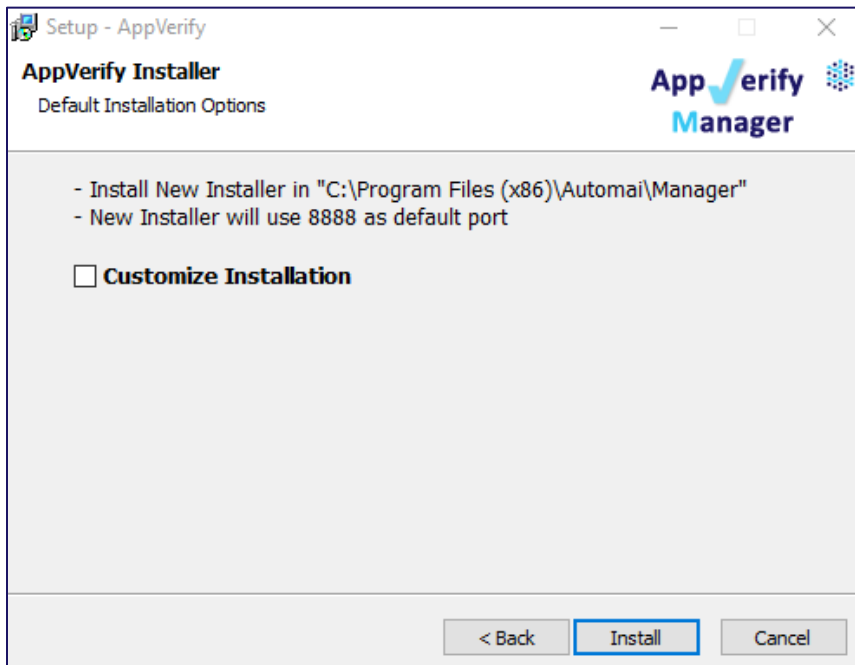 Setup - AppVerify
AppVerify Installer
Default Installation Options
App erify
Manager
- Install New Installer in "C:\Program Files (x86)\Automai\Manager"
- New Installer will use 8888 as default port
Customize Installation
< Back
Install
Cancel